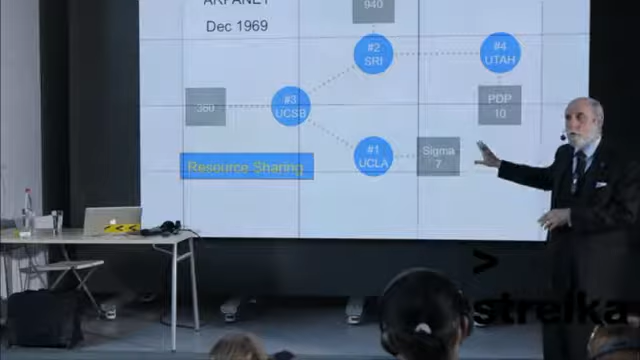 ARPANET
Dec 1969
940
#2
SRI
#4
UTAH
360
#3
UCSB
PDP
10
#1
UCLA
Sigma
7
Resource Sharing
>
strelka